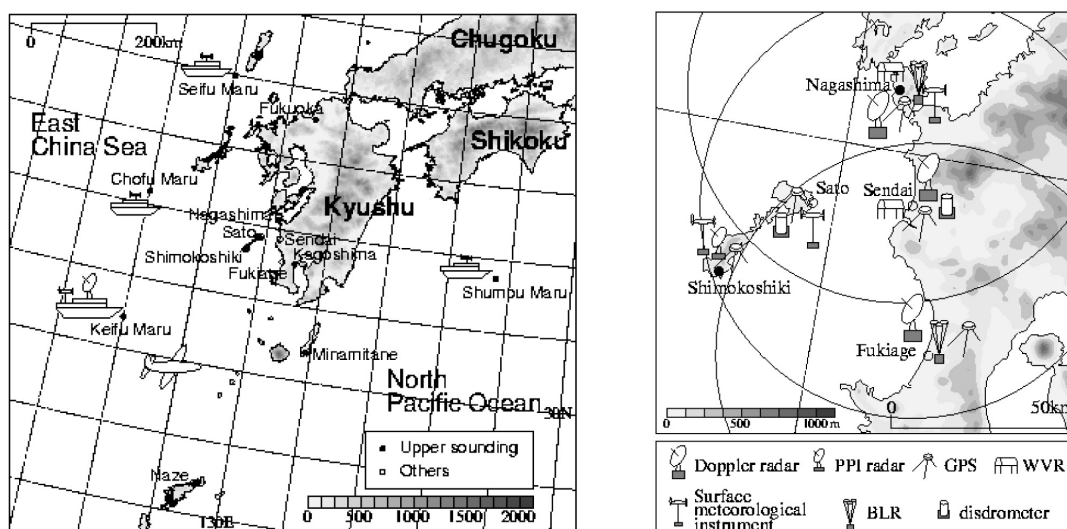 0 200km
Chugoku
Seifu Maru
Fukuoka
East
China Sea
Shikoku
Chofu Maru
Nagashima
Kyushu
Sato
Sendai
Shimokoshiki
Kagoshima
Fukiage
Shumpu Maru
Keifu Maru
Minamitane
North
Pacific Ocean
30N
Upper sounding
Others
Naze
0 500 1000 1500 2000
130E
Nagashima
Sato
Sendai
Shimokoshiki
Fukiage
0 500 1000 m
0 50km
Doppler radar
PPI radar
GPS
WVR
Surface
meteorological
instrument
BLR
disdrometer